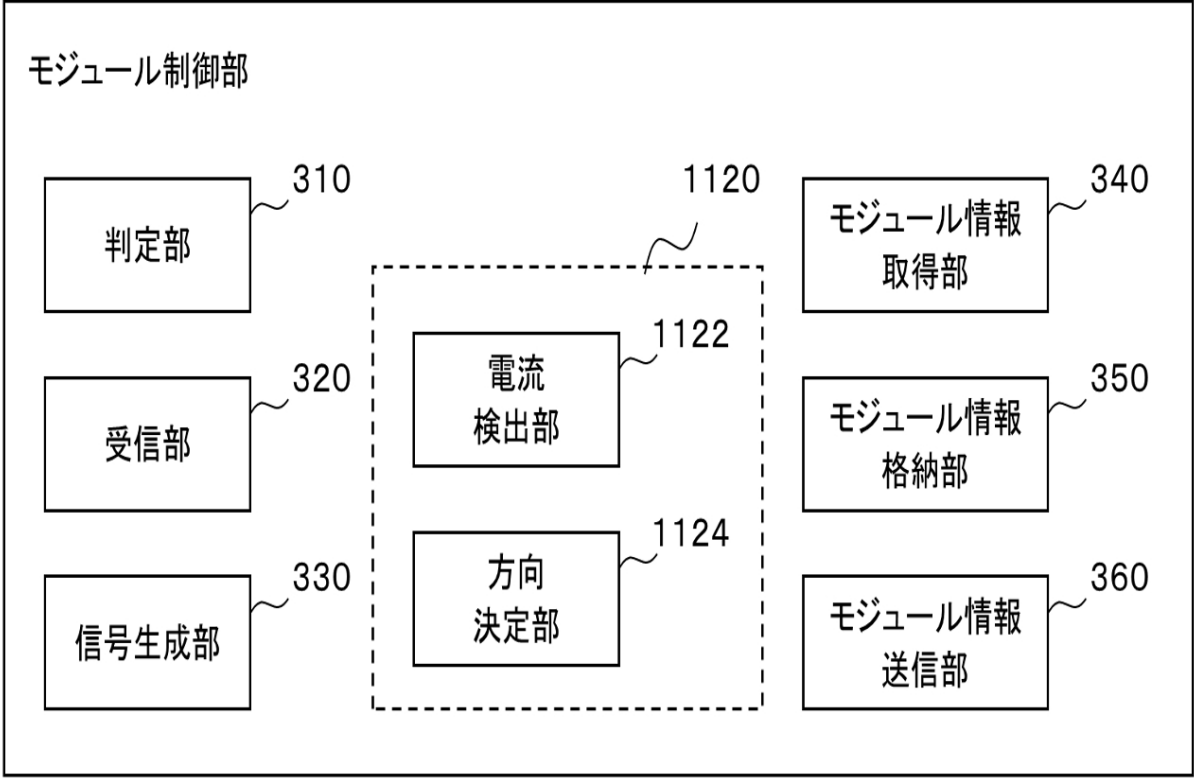 モジュール制御部
310
判定部
320
受信部
330
信号生成部
1120
1122
電流
検出部
1124
方向
決定部
340
モジュール情報
取得部
350
モジュール情報
格納部
360
モジュール情報
送信部